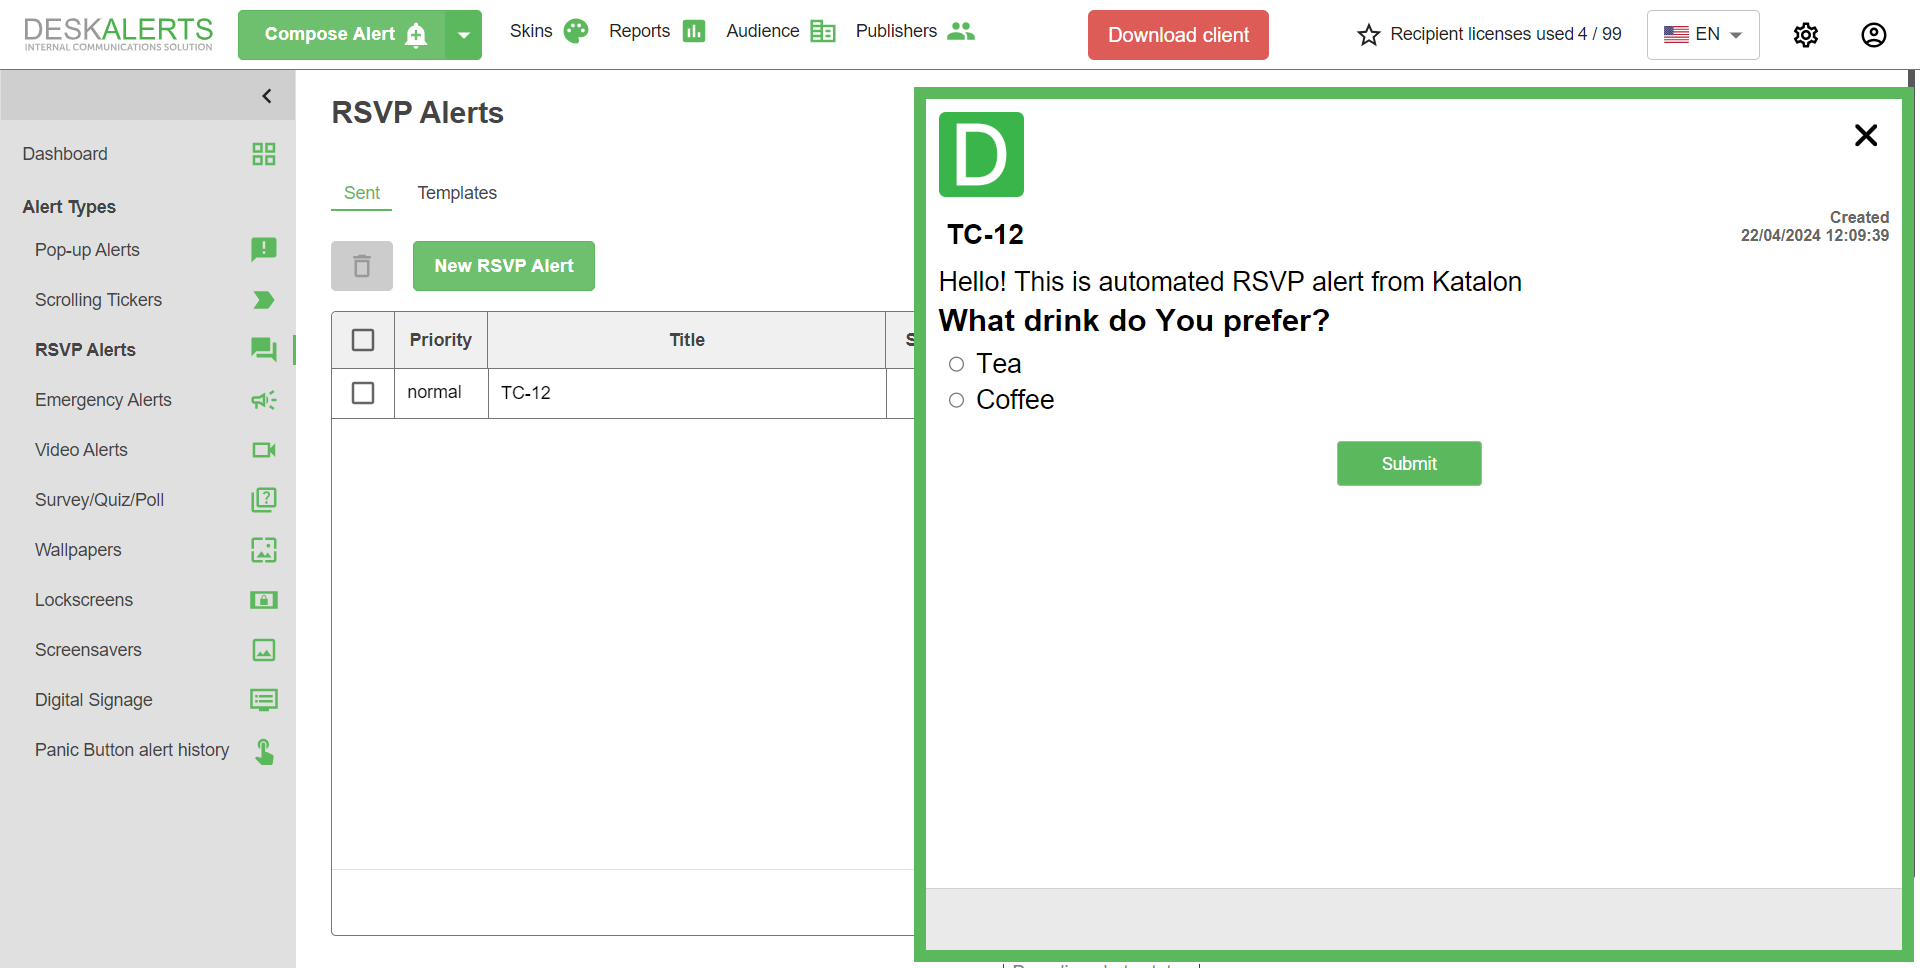 DESKALERTS
INTERNAL COMMUNICATIONS SOLUTION
Compose Alert
Skins
Reports
Audience
Publishers
Download client
Recipient licenses used 4 / 99
EN
Dashboard
Alert Types
Pop-up Alerts
Scrolling Tickers
RSVP Alerts
Emergency Alerts
Video Alerts
Survey/Quiz/Poll
Wallpapers
Lockscreens
Screensavers
Digital Signage
Panic Button alert history
RSVP Alerts
Sent
Templates
New RSVP Alert
Priority
Title
normal
TC-12
D
TC-12
Created
22/04/2024 12:09:39
Hello! This is automated RSVP alert from Katalon
What drink do You prefer?
Tea
Coffee
Submit